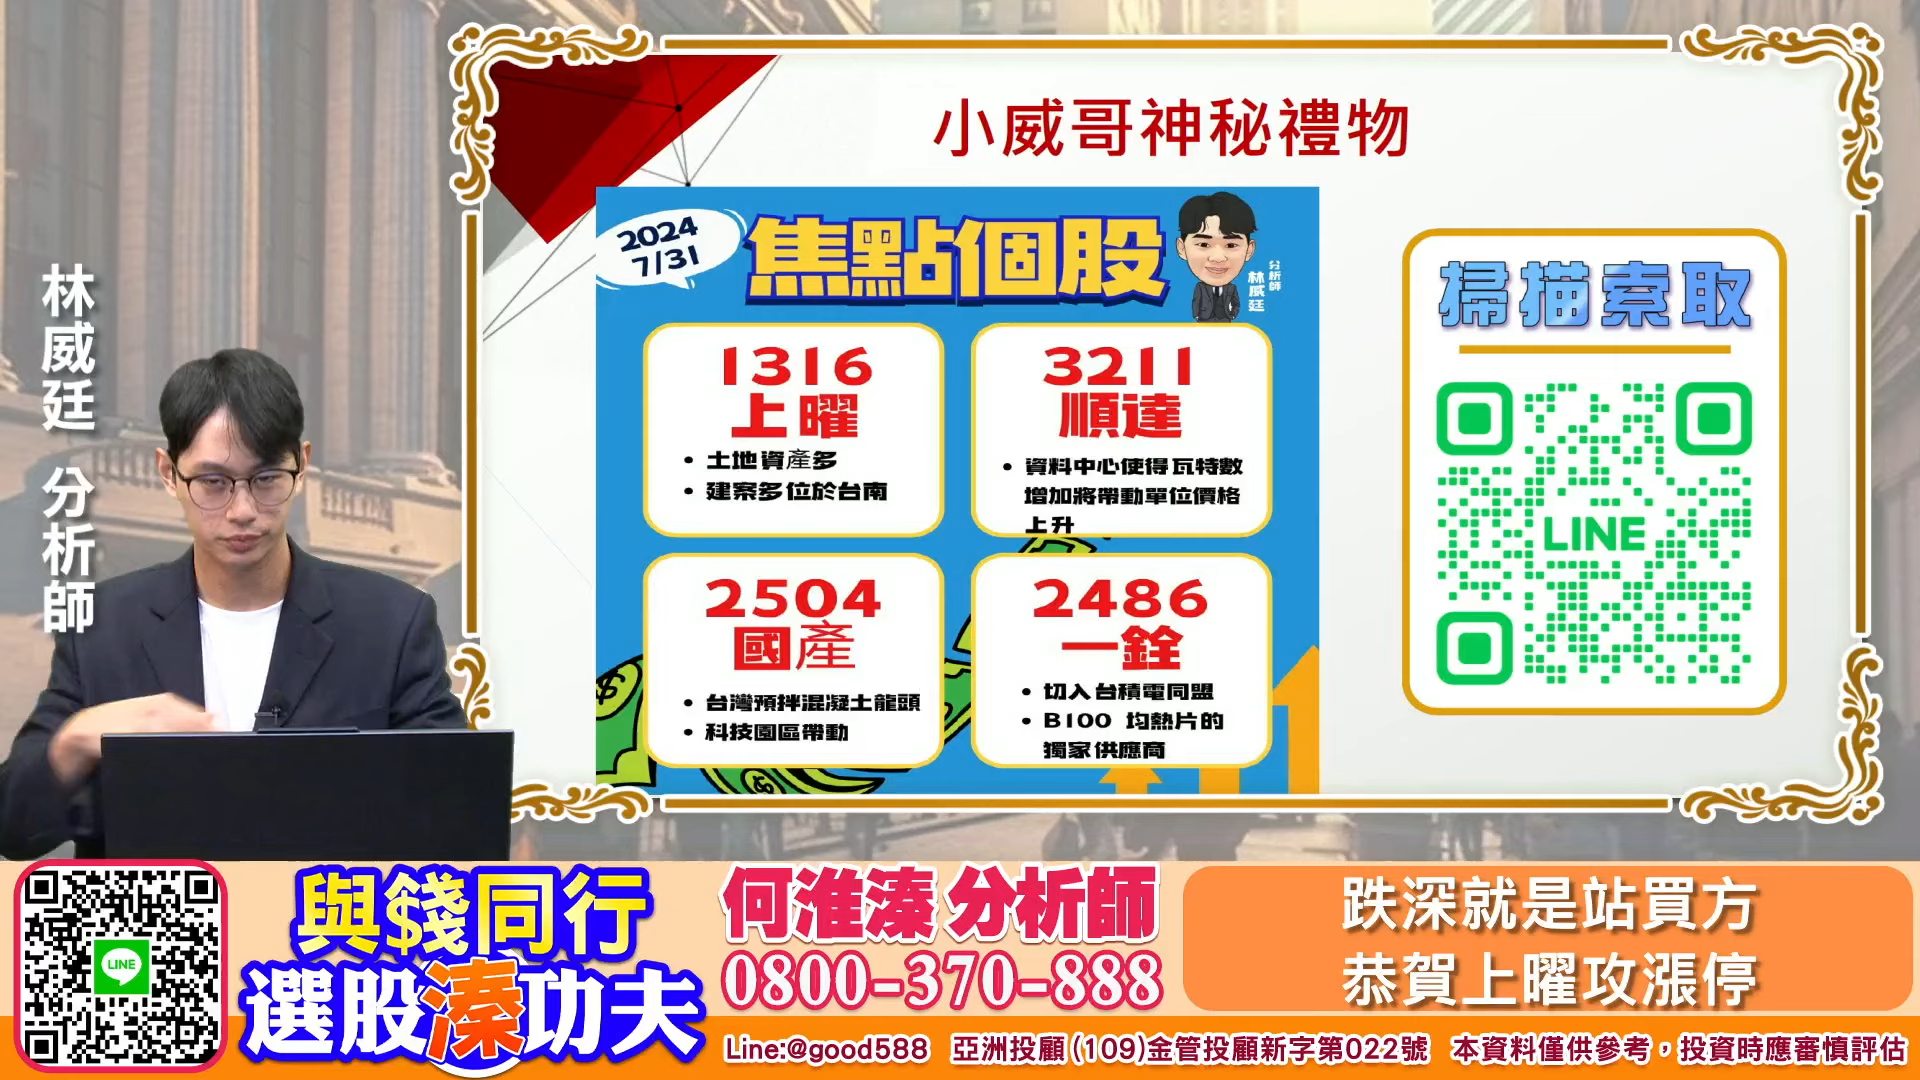 小威哥神秘禮物
2024
7/31
焦點個股
分析師
林威廷
1316
上曜
• 土地資產多
• 建案多位於台南
3211
順達
• 資料中心使得瓦特數
增加將帶動單位價格
上升
2504
國產
• 台灣預拌混凝土龍頭
• 科技園區帶動
2486
一銓
• 切入台積電同盟
• B100 均熱片的
獨家供應商
掃描索取
LINE
林威廷 分析師
LINE
與錢同行
選股溱功夫
何淮溱 分析師
0800-370-888
跌深就是站買方
恭賀上曜攻漲停
Line:@good588 亞洲投顧 (109)金管投顧新字第022號 本資料僅供參考，投資時應審慎評估